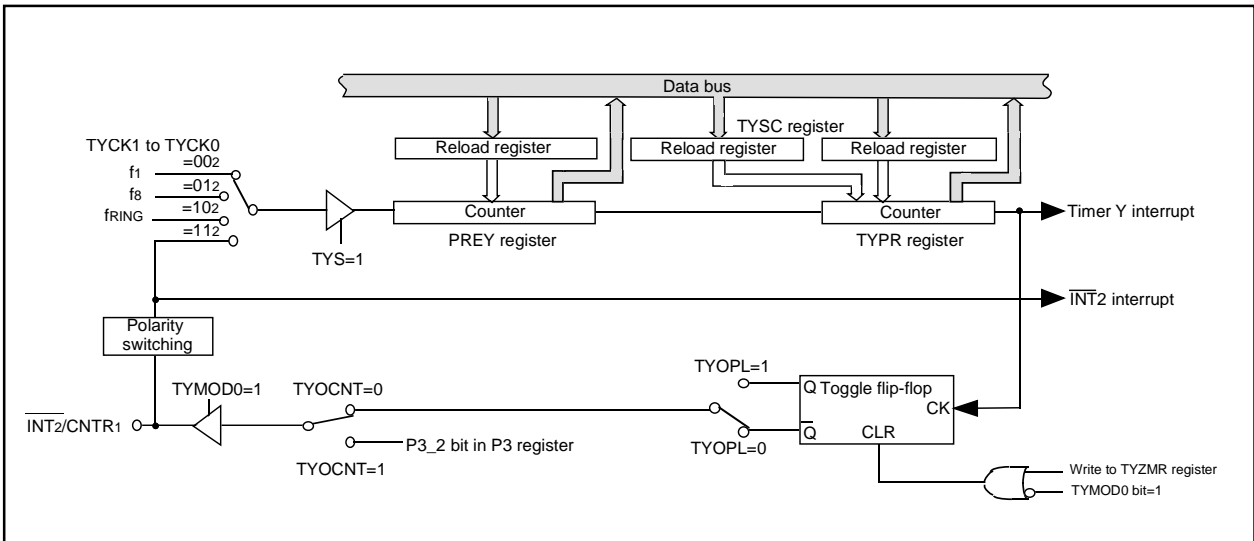 Data bus
TYSC register
TYCK1 to TYCK0
Reload register
Reload register
Reload register
f1
=002
f8
=012
fRING
=102
=112
Counter
Counter
Timer Y interrupt
PREY register
TYPR register
TYS=1
INT2 interrupt
Polarity
switching
TYMOD0=1
TYOCNT=0
TYOPL=1
Q
Toggle flip-flop
CK
INT2/CNTR1
P3_2 bit in P3 register
TYOCNT=1
TYOPL=0
Q
CLR
Write to TYZMR register
TYMOD0 bit=1